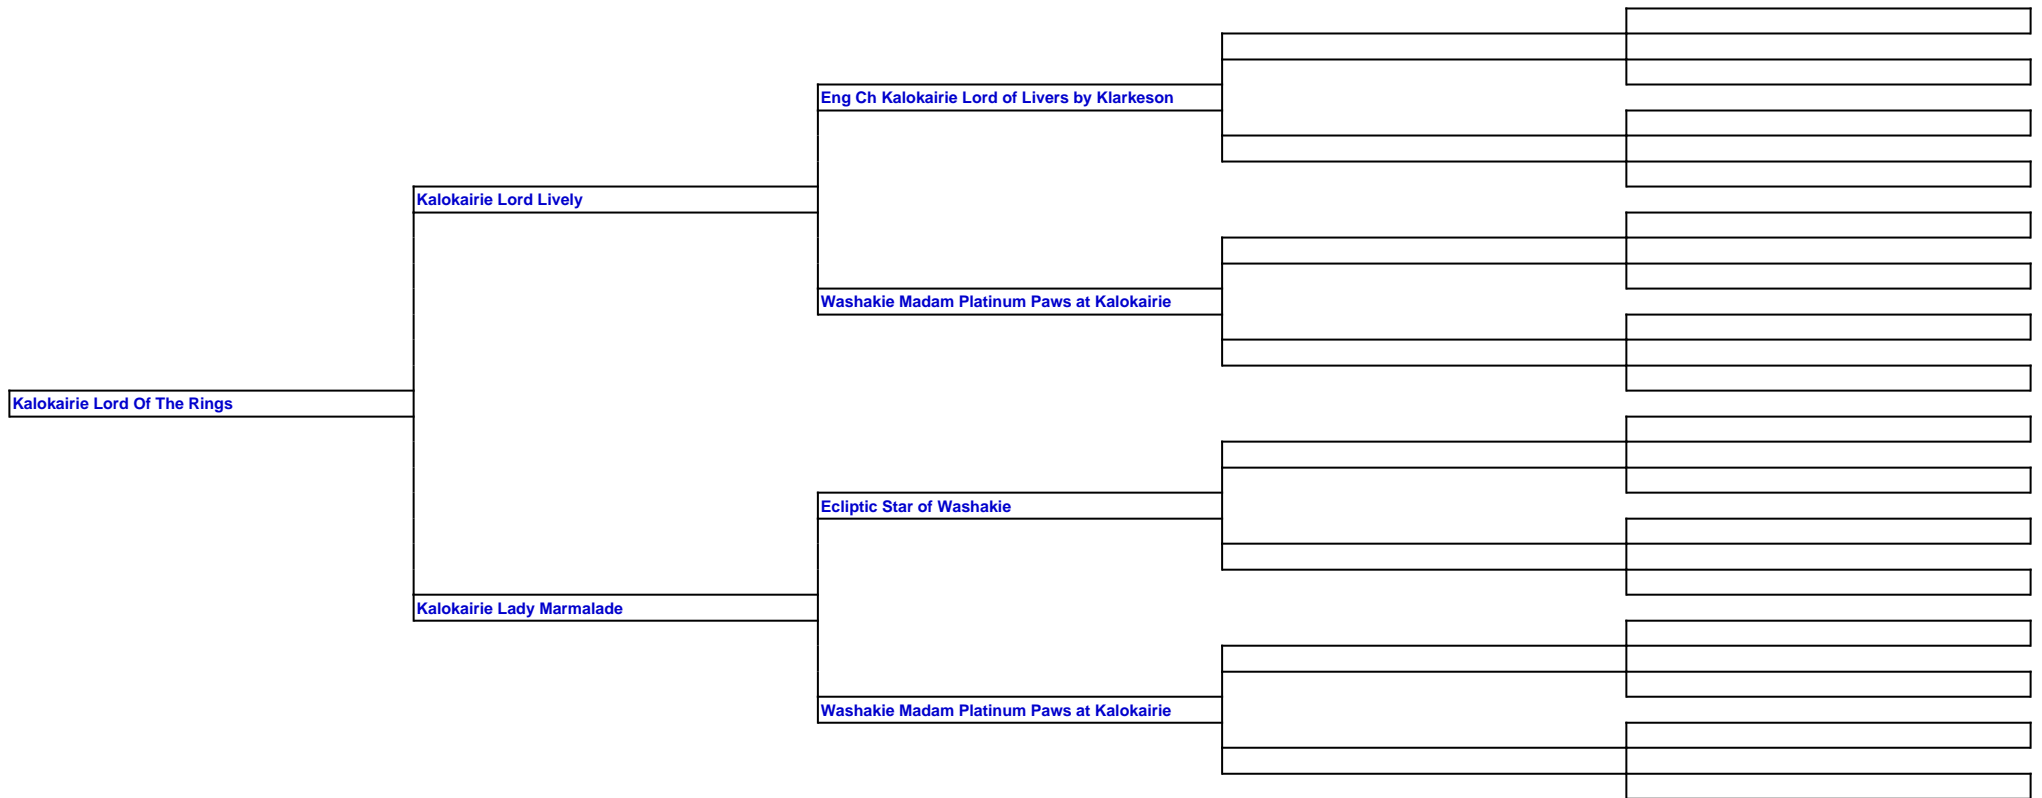 Eng Ch Kalokairie Lord of Livers by Klarkeson
Kalokairie Lord Lively
Washakie Madam Platinum Paws at Kalokairie
Kalokairie Lord Of The Rings
Ecliptic Star of Washakie
Kalokairie Lady Marmalade
Washakie Madam Platinum Paws at Kalokairie